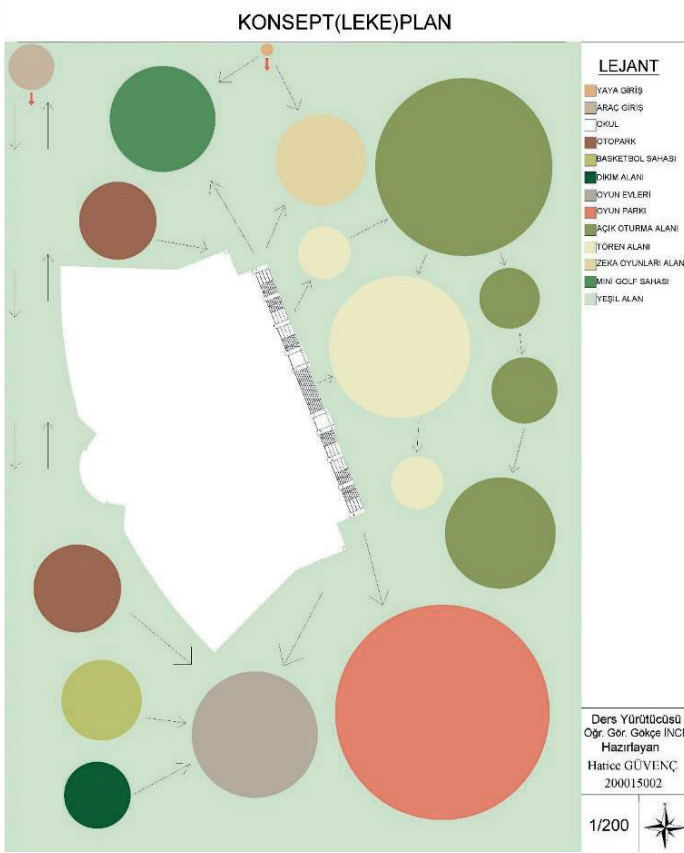 KONSEPT(LEKE)PLAN
LEJANT
YAYA GİRİŞ
ARAÇ GİRİŞ
OKUL
OTOPARK
BASKETBOL SAHASI
DİKİM ALANI
OYUN EVLERİ
OYUN PARKI
AÇIK OTURMA ALANI
TÖREN ALANI
ZEKA OYUNLARI ALANI
MİNİ GOLF SAHASI
YEŞİL ALAN
Ders Yürütücüsü
Öğr. Gör. Gökçe İNCİ
Hazırlayan
Hatice GÜVENÇ
200015002
1/200